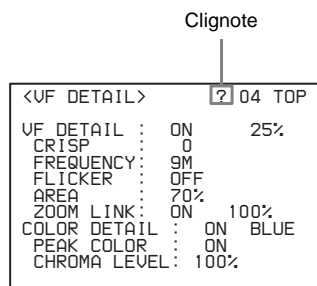 Clignote
<VF DETAIL> ? 04 TOP
VF DETAIL : ON 25%
CRISP : 0
FREQUENCY: 9M
FLICKER : OFF
AREA : 70%
ZOOM LINK: ON 100%
COLOR DETAIL : ON BLUE
PEAK COLOR : ON
CHROMA LEVEL: 100%